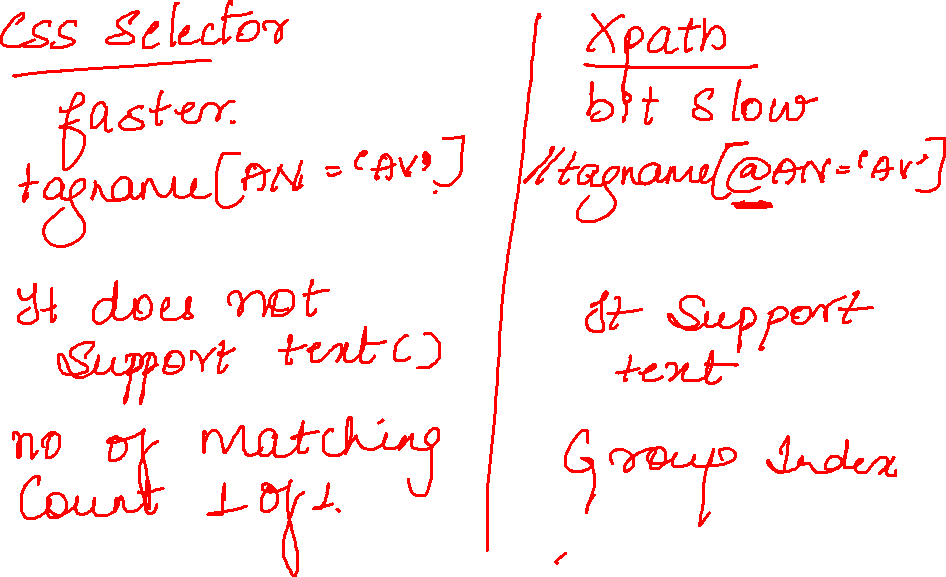 Css Selector
faster.
tagname[AN = 'AV']
It does not
Support text()
no of matching
Count 1 of 1.
Xpath
bit slow
//tagname[@AN='AV']
It Support
text
Group Index